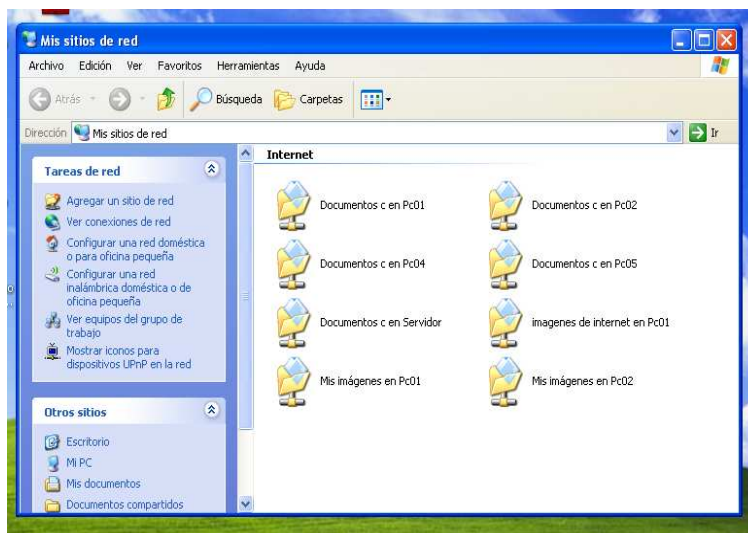 Mis sitios de red
Archivo Edición Ver Favoritos Herramientas Ayuda
Atrás Búsqueda Carpetas
Dirección Mis sitios de red Ir
Tareas de red
Agregar un sitio de red
Ver conexiones de red
Configurar una red doméstica
o para oficina pequeña
Configurar una red
inalámbrica doméstica o de
oficina pequeña
Ver equipos del grupo de
trabajo
Mostrar iconos para
dispositivos UPnP en la red
Otros sitios
Escritorio
Mi PC
Mis documentos
Documentos compartidos
Internet
Documentos c en Pc01
Documentos c en Pc02
Documentos c en Pc04
Documentos c en Pc05
Documentos c en Servidor
imagenes de internet en Pc01
Mis imágenes en Pc01
Mis imágenes en Pc02